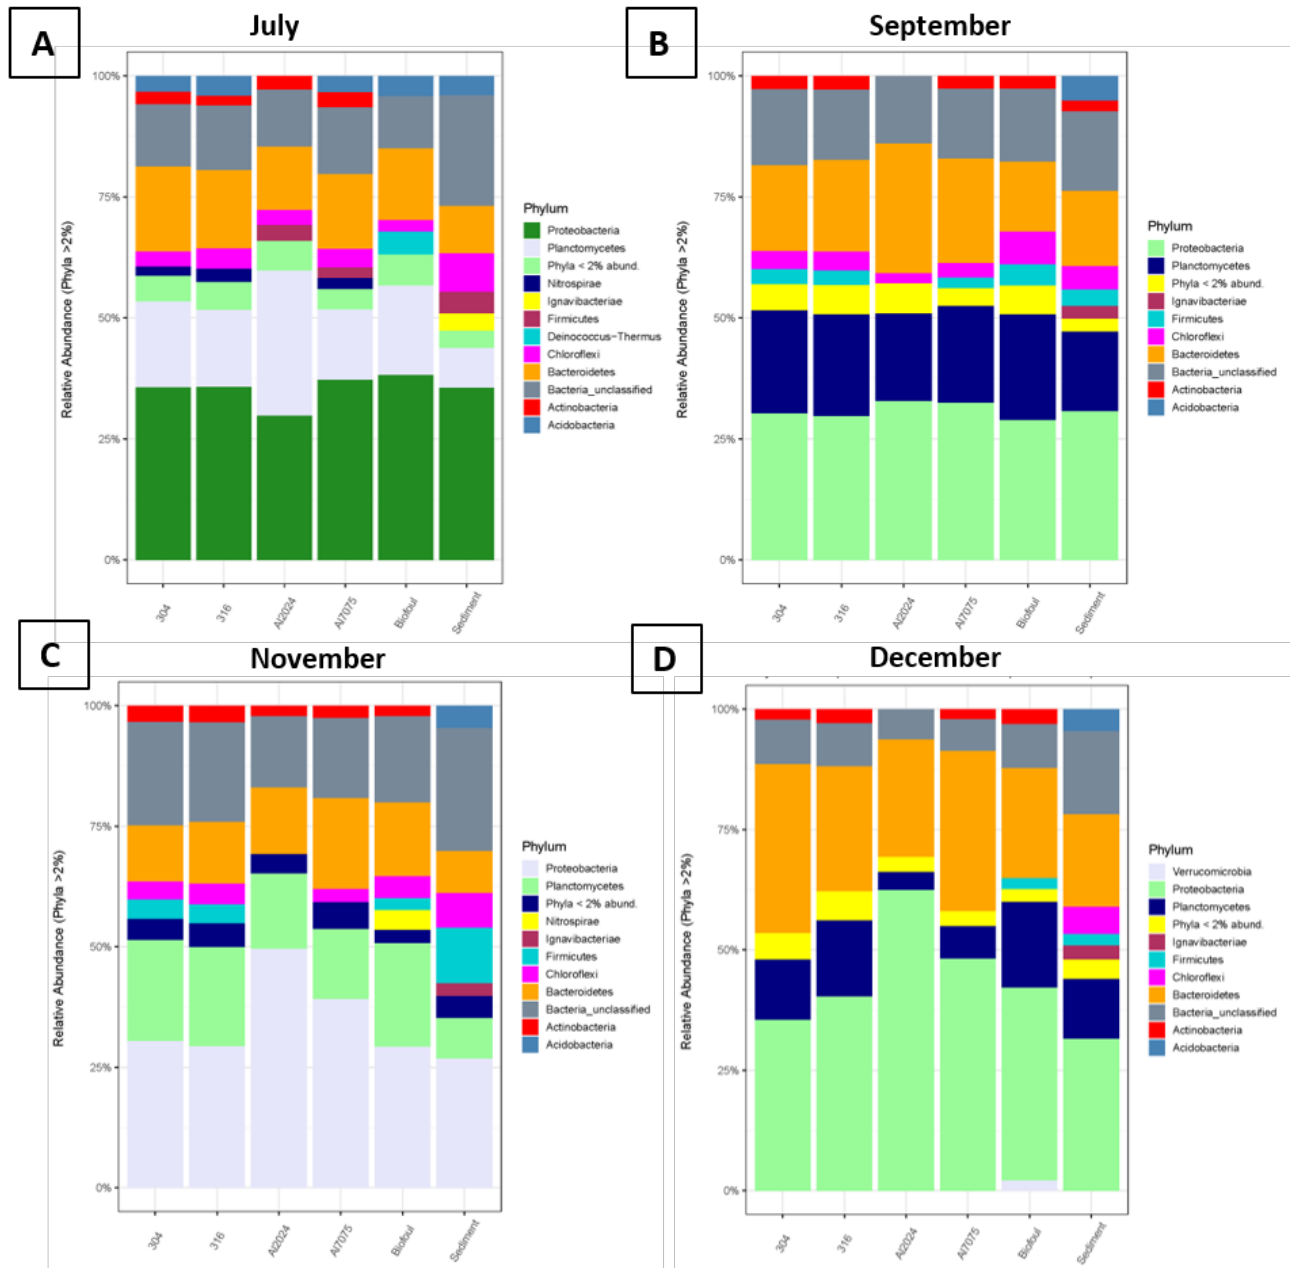 A
July
100%
75%
50%
25%
0%
Relative Abundance (Phyla >2%)
304
316
Al2024
Al7075
Biofoul
Sediment
Phylum
Proteobacteria
Planctomycetes
Phyla < 2% abund.
Nitrospirae
Ignavibacteriae
Firmicutes
Deinococcus-Thermus
Chloroflexi
Bacteroidetes
Bacteria_unclassified
Actinobacteria
Acidobacteria
B
September
100%
75%
50%
25%
0%
Relative Abundance (Phyla >2%)
304
316
Al2024
Al7075
Biofoul
Sediment
Phylum
Proteobacteria
Planctomycetes
Phyla < 2% abund.
Ignavibacteriae
Firmicutes
Chloroflexi
Bacteroidetes
Bacteria_unclassified
Actinobacteria
Acidobacteria
C
November
100%
75%
50%
25%
0%
Relative Abundance (Phyla >2%)
304
316
Al2024
Al7075
Biofoul
Sediment
Phylum
Proteobacteria
Planctomycetes
Phyla < 2% abund.
Nitrospirae
Ignavibacteriae
Firmicutes
Chloroflexi
Bacteroidetes
Bacteria_unclassified
Actinobacteria
Acidobacteria
D
December
100%
75%
50%
25%
0%
Relative Abundance (Phyla >2%)
304
316
Al2024
Al7075
Biofoul
Sediment
Phylum
Verrucomicrobia
Proteobacteria
Planctomycetes
Phyla < 2% abund.
Ignavibacteriae
Firmicutes
Chloroflexi
Bacteroidetes
Bacteria_unclassified
Actinobacteria
Acidobacteria